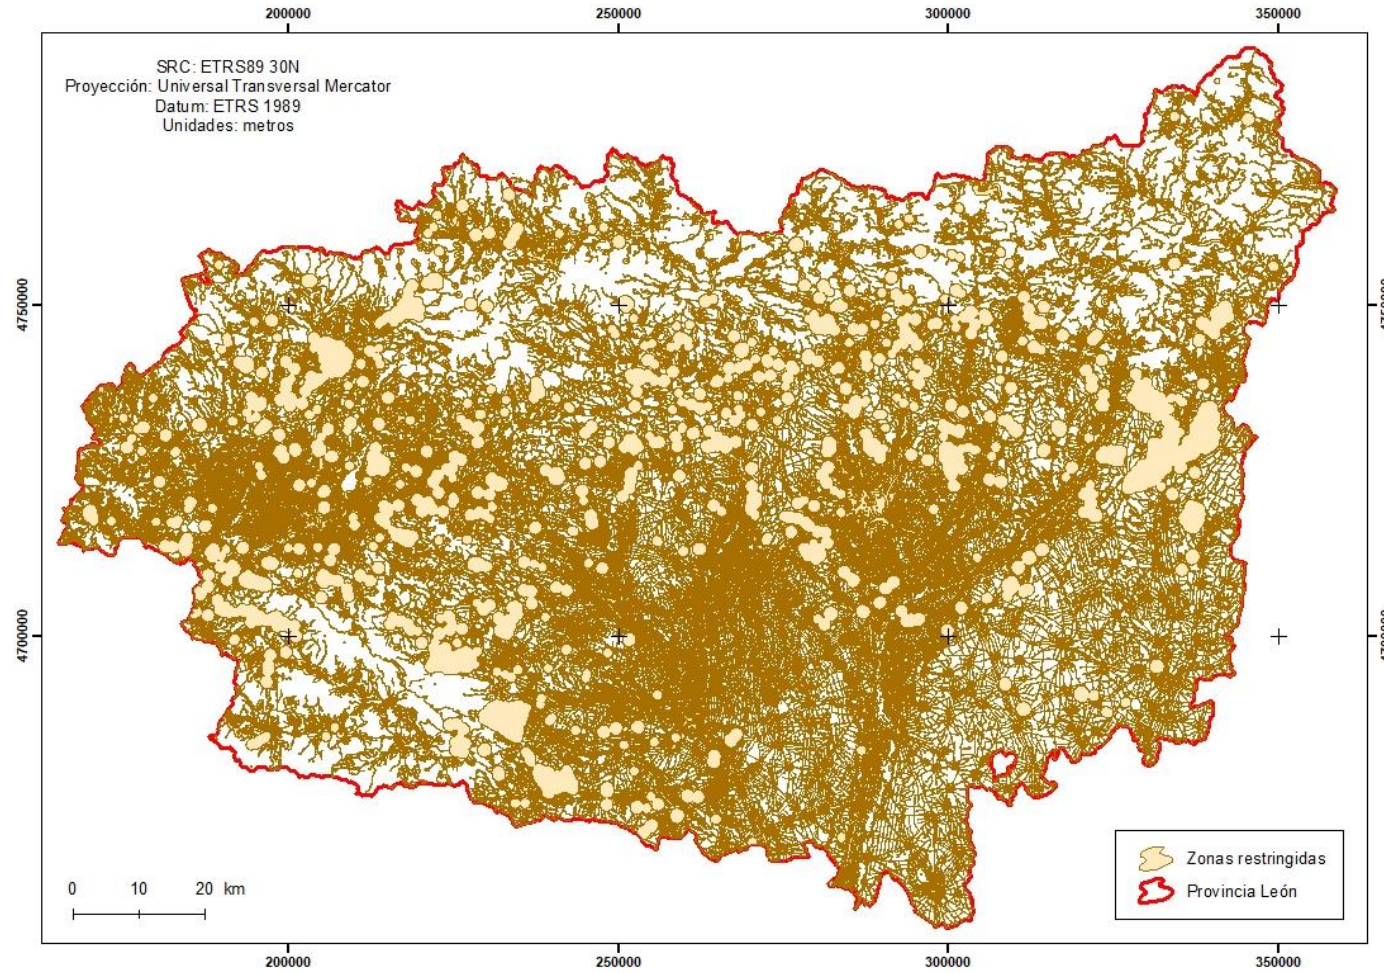 200000 250000 300000 350000
SRC: ETRS89 30N
Proyección: Universal Transversal Mercator
Datum: ETRS 1989
Unidades: metros
4750000
4700000 4700000
Zonas restringidas
Provincia León
0 10 20 km
200000 250000 300000 350000